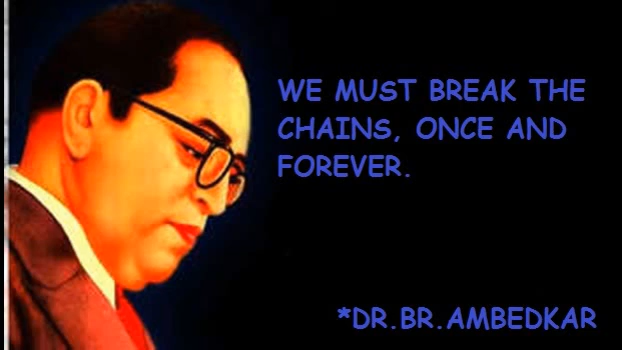 WE MUST BREAK THE
CHAINS, ONCE AND
FOREVER.
*DR.BR.AMBEDKAR